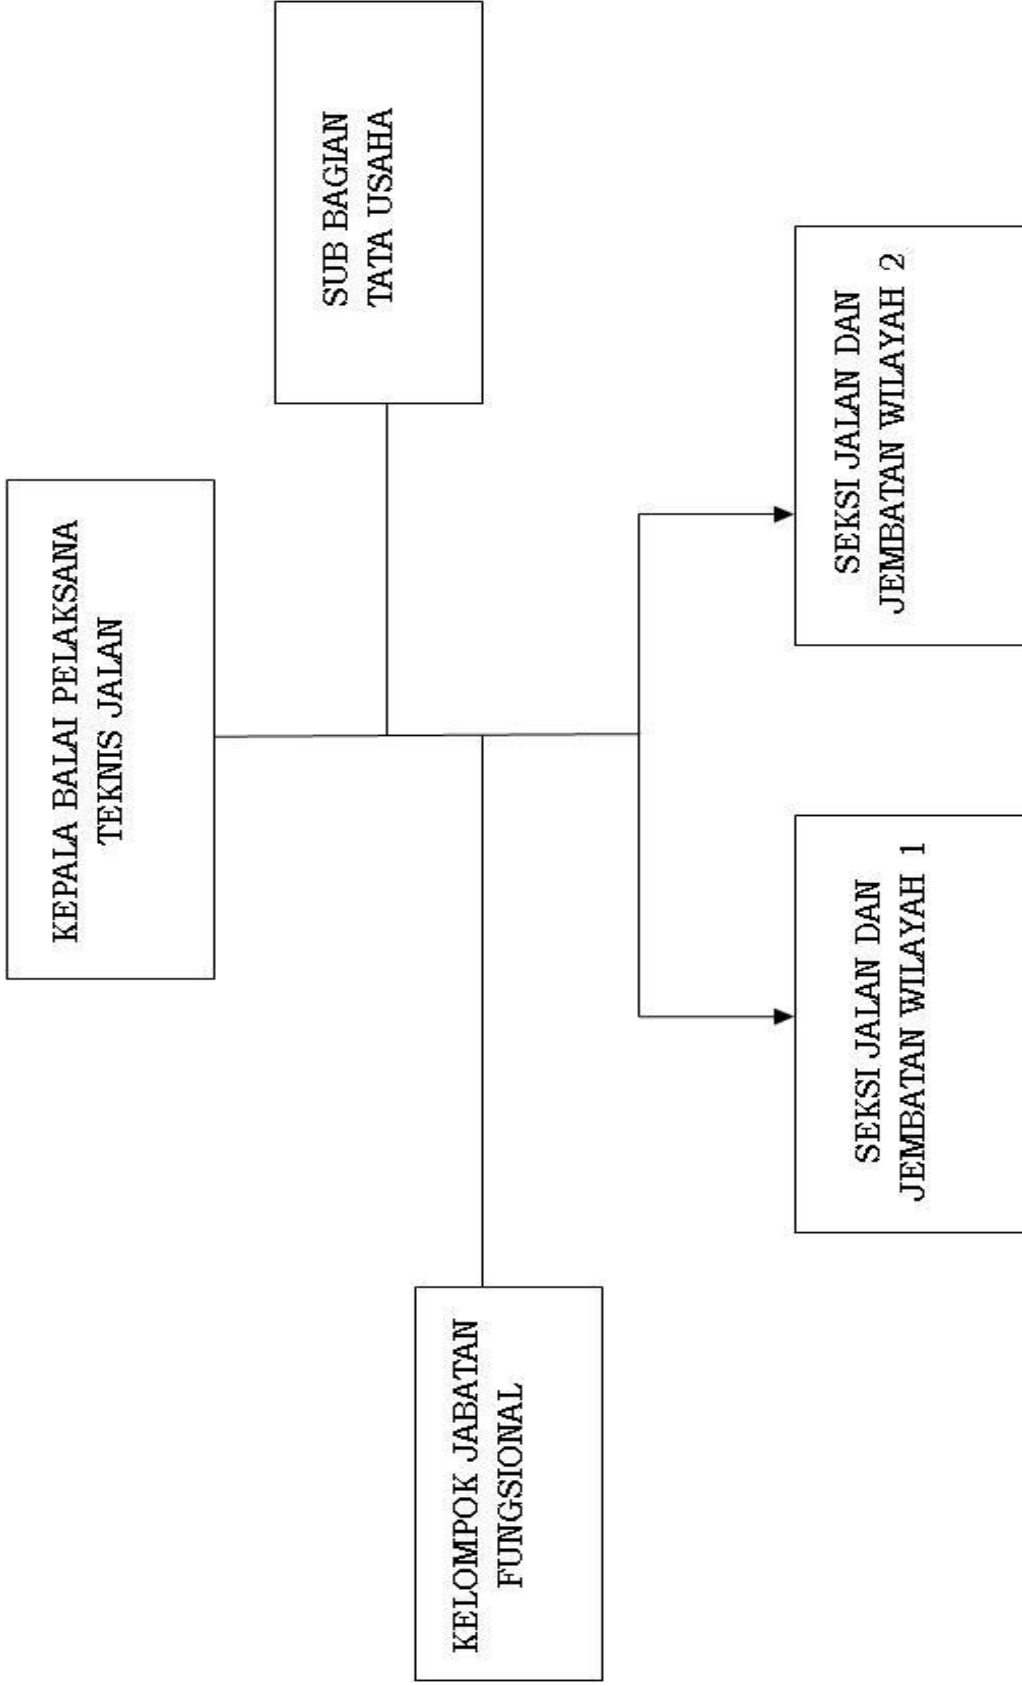 KEPALA BALAI PELAKSANA
TEKNIS JALAN
SUB BAGIAN
TATA USAHA
KELOMPOK JABATAN
FUNGSIONAL
SEKSI JALAN DAN
JEMBATAN WILAYAH 1
SEKSI JALAN DAN
JEMBATAN WILAYAH 2